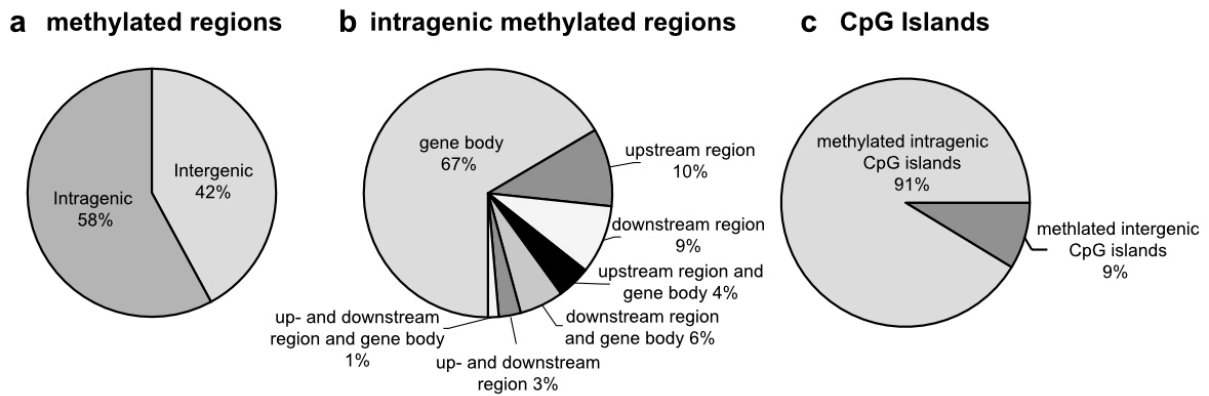 a methylated regions
Intergenic
42%
Intragenic
58%
b intragenic methylated regions
gene body
67%
upstream region
10%
downstream region
9%
upstream region and
gene body 4%
downstream region
and gene body 6%
up- and downstream
region 3%
up- and downstream
region and gene body
1%
c CpG Islands
methylated intragenic
CpG islands
91%
methlated intergenic
CpG islands
9%